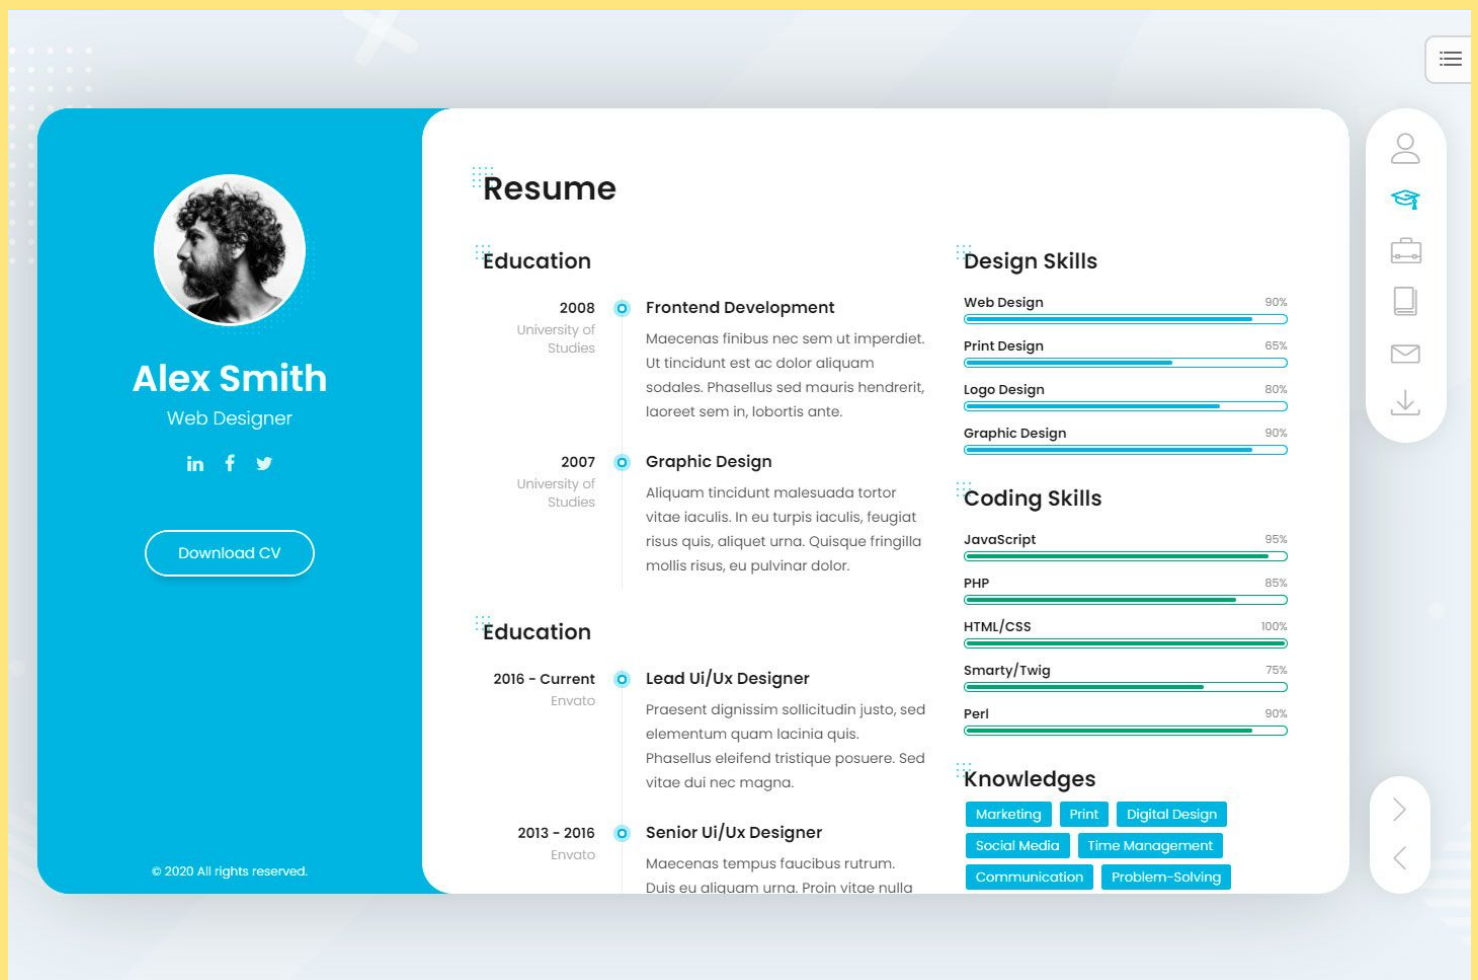 Alex Smith
Web Designer
in f
Download CV
© 2020 All rights reserved.
Resume
Education
2008
University of
Studies
Frontend Development
Maecenas finibus nec sem ut imperdiet.
Ut tincidunt est ac dolor aliquam
sodales. Phasellus sed mauris hendrerit,
laoreet sem in, lobortis ante.
2007
University of
Studies
Graphic Design
Aliquam tincidunt malesuada tortor
vitae iaculis. In eu turpis iaculis, feugiat
risus quis, aliquet urna. Quisque fringilla
mollis risus, eu pulvinar dolor.
Education
2016 - Current
Envato
Lead Ui/Ux Designer
Praesent dignissim sollicitudin justo, sed
elementum quam lacinia quis.
Phasellus eleifend tristique posuere. Sed
vitae dui nec magna.
2013 - 2016
Envato
Senior Ui/Ux Designer
Maecenas tempus faucibus rutrum.
Duis eu aliquam urna. Proin vitae nulla
Design Skills
Web Design 90%
Print Design 65%
Logo Design 80%
Graphic Design 90%
Coding Skills
JavaScript 95%
PHP 85%
HTML/CSS 100%
Smarty/Twig 75%
Perl 90%
Knowledges
Marketing Print Digital Design
Social Media Time Management
Communication Problem-Solving